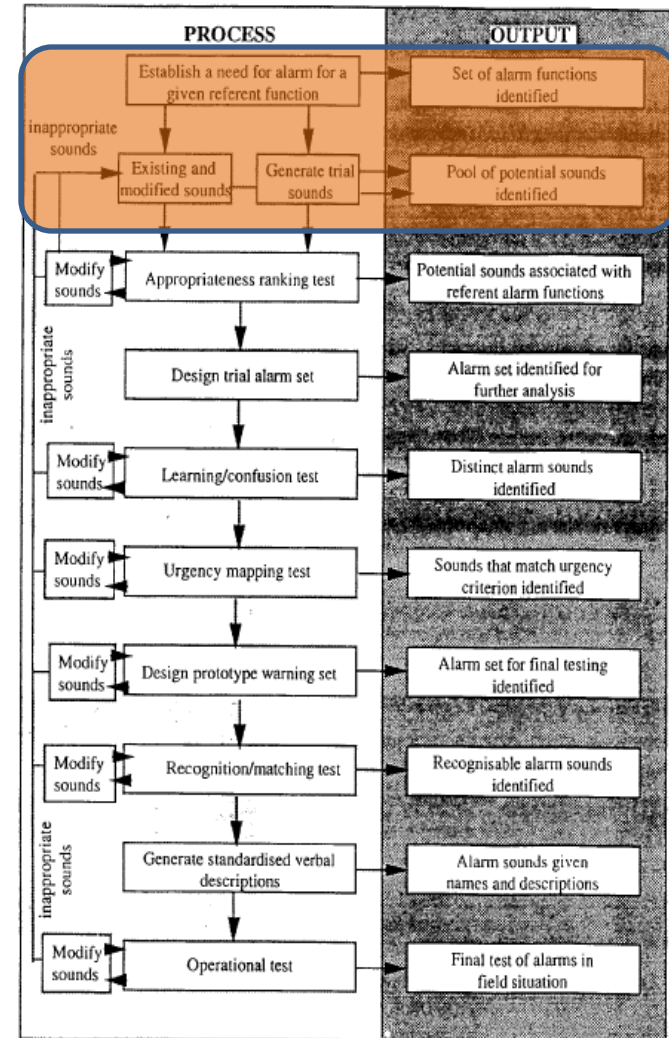 PROCESS
OUTPUT
Establish a need for alarm for a
given referent function
Set of alarm functions
identified
inappropriate
sounds
Existing and
modified sounds
Generate trial
sounds
Pool of potential sounds
identified
Modify
sounds
Appropriateness ranking test
Potential sounds associated with
referent alarm functions
inappropriate
sounds
Design trial alarm set
Alarm set identified for
further analysis
Modify
sounds
Learning/confusion test
Distinct alarm sounds
identified
Modify
sounds
Urgency mapping test
Sounds that match urgency
criterion identified
Modify
sounds
Design prototype warning set
Alarm set for final testing
identified
Modify
sounds
Recognition/matching test
Recognisable alarm sounds
identified
inappropriate
sounds
Generate standardised verbal
descriptions
Alarm sounds given
names and descriptions
Modify
sounds
Operational test
Final test of alarms in
field situation